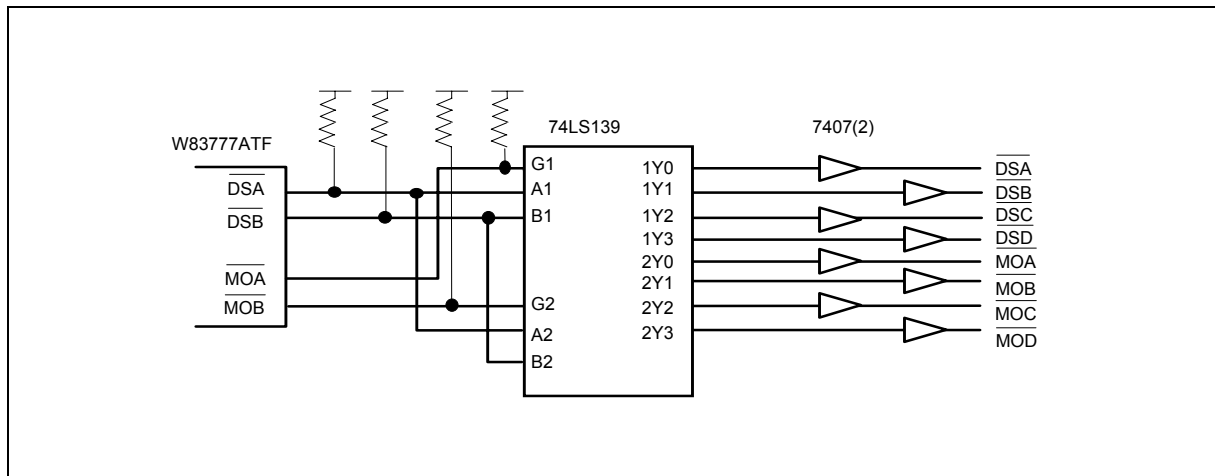 74LS139
7407(2)
W83777ATF
DSA
DSB
MOA
MOB
G1
A1
B1
G2
A2
B2
1Y0
1Y1
1Y2
1Y3
2Y0
2Y1
2Y2
2Y3
DSA
DSB
DSC
DSD
MOA
MOB
MOC
MOD